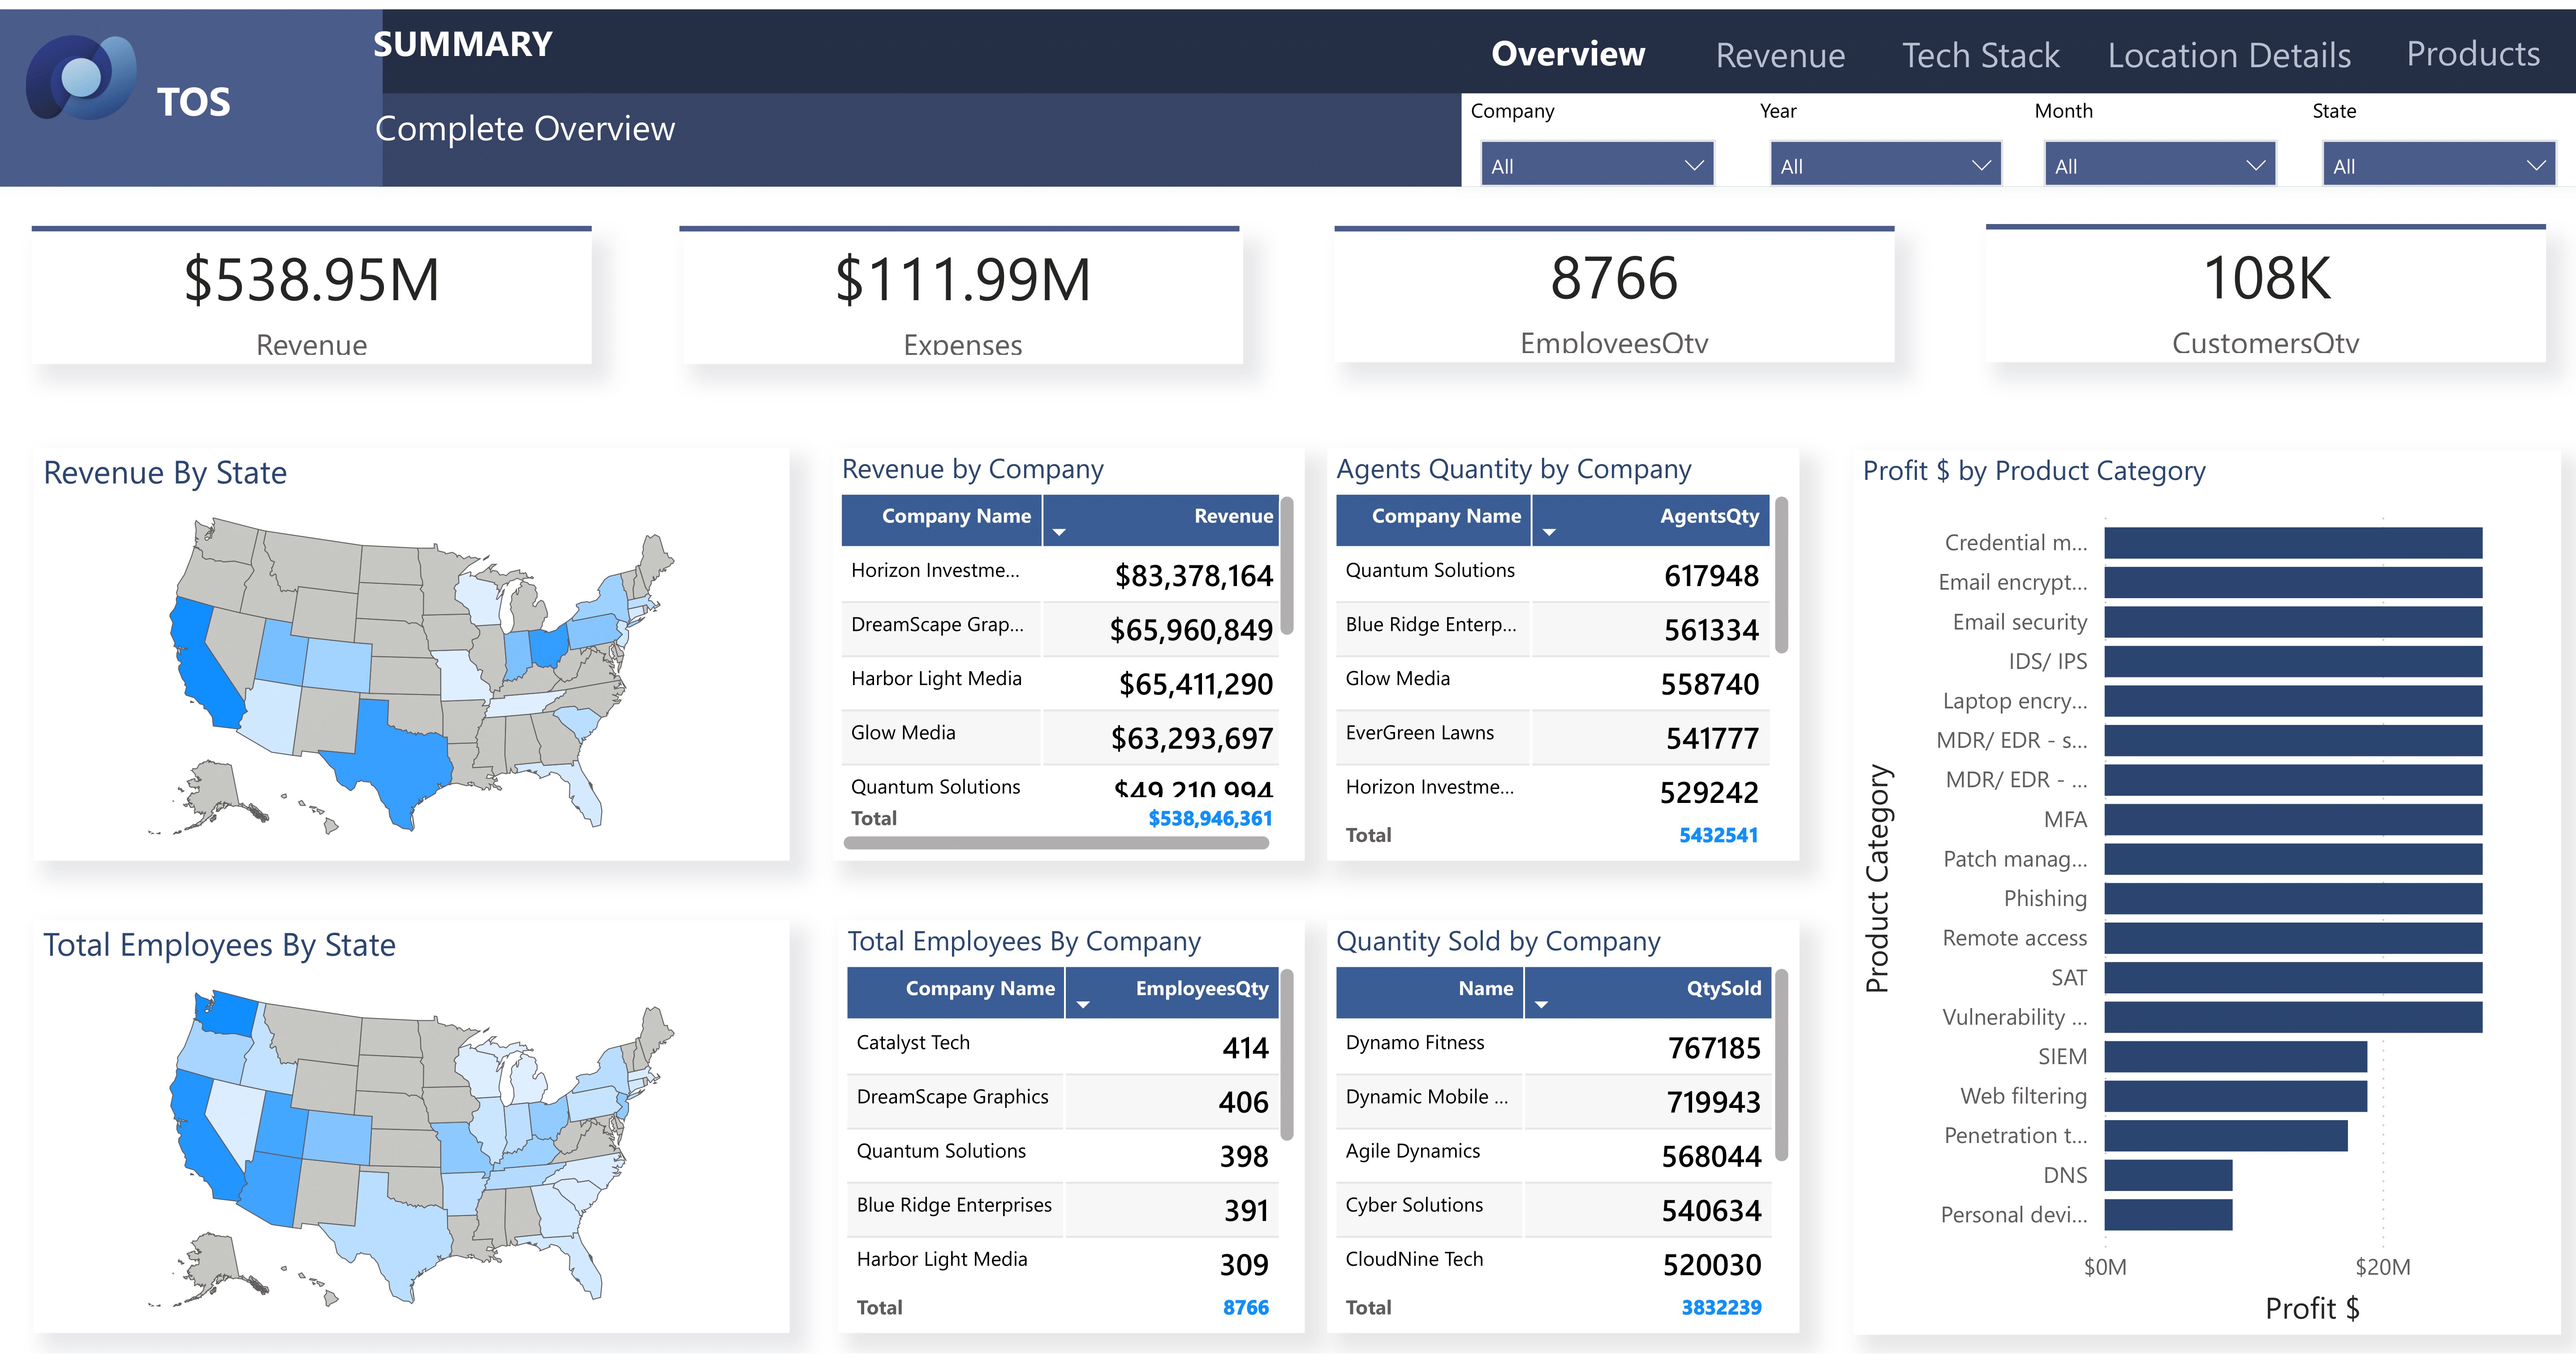 TOS
SUMMARY
Complete Overview
Overview Revenue Tech Stack Location Details Products
Company Year Month State
All All All All
$538.95M
Revenue
$111.99M
Expenses
8766
EmployeesQty
108K
CustomersQty
Revenue By State
Revenue by Company
Company Name Revenue
Horizon Investme... $83,378,164
DreamScape Grap... $65,960,849
Harbor Light Media $65,411,290
Glow Media $63,293,697
Quantum Solutions $49,210,994
Total $538,946,361
Agents Quantity by Company
Company Name AgentsQty
Quantum Solutions 617948
Blue Ridge Enterp... 561334
Glow Media 558740
EverGreen Lawns 541777
Horizon Investme... 529242
Total 5432541
Total Employees By State
Total Employees By Company
Company Name EmployeesQty
Catalyst Tech 414
DreamScape Graphics 406
Quantum Solutions 398
Blue Ridge Enterprises 391
Harbor Light Media 309
Total 8766
Quantity Sold by Company
Name QtySold
Dynamo Fitness 767185
Dynamic Mobile ... 719943
Agile Dynamics 568044
Cyber Solutions 540634
CloudNine Tech 520030
Total 3832239
Profit $ by Product Category
Product Category
Credential m...
Email encrypt...
Email security
IDS/ IPS
Laptop encry...
MDR/ EDR - s...
MDR/ EDR - ...
MFA
Patch manag...
Phishing
Remote access
SAT
Vulnerability ...
SIEM
Web filtering
Penetration t...
DNS
Personal devi...
$0M $20M
Profit $